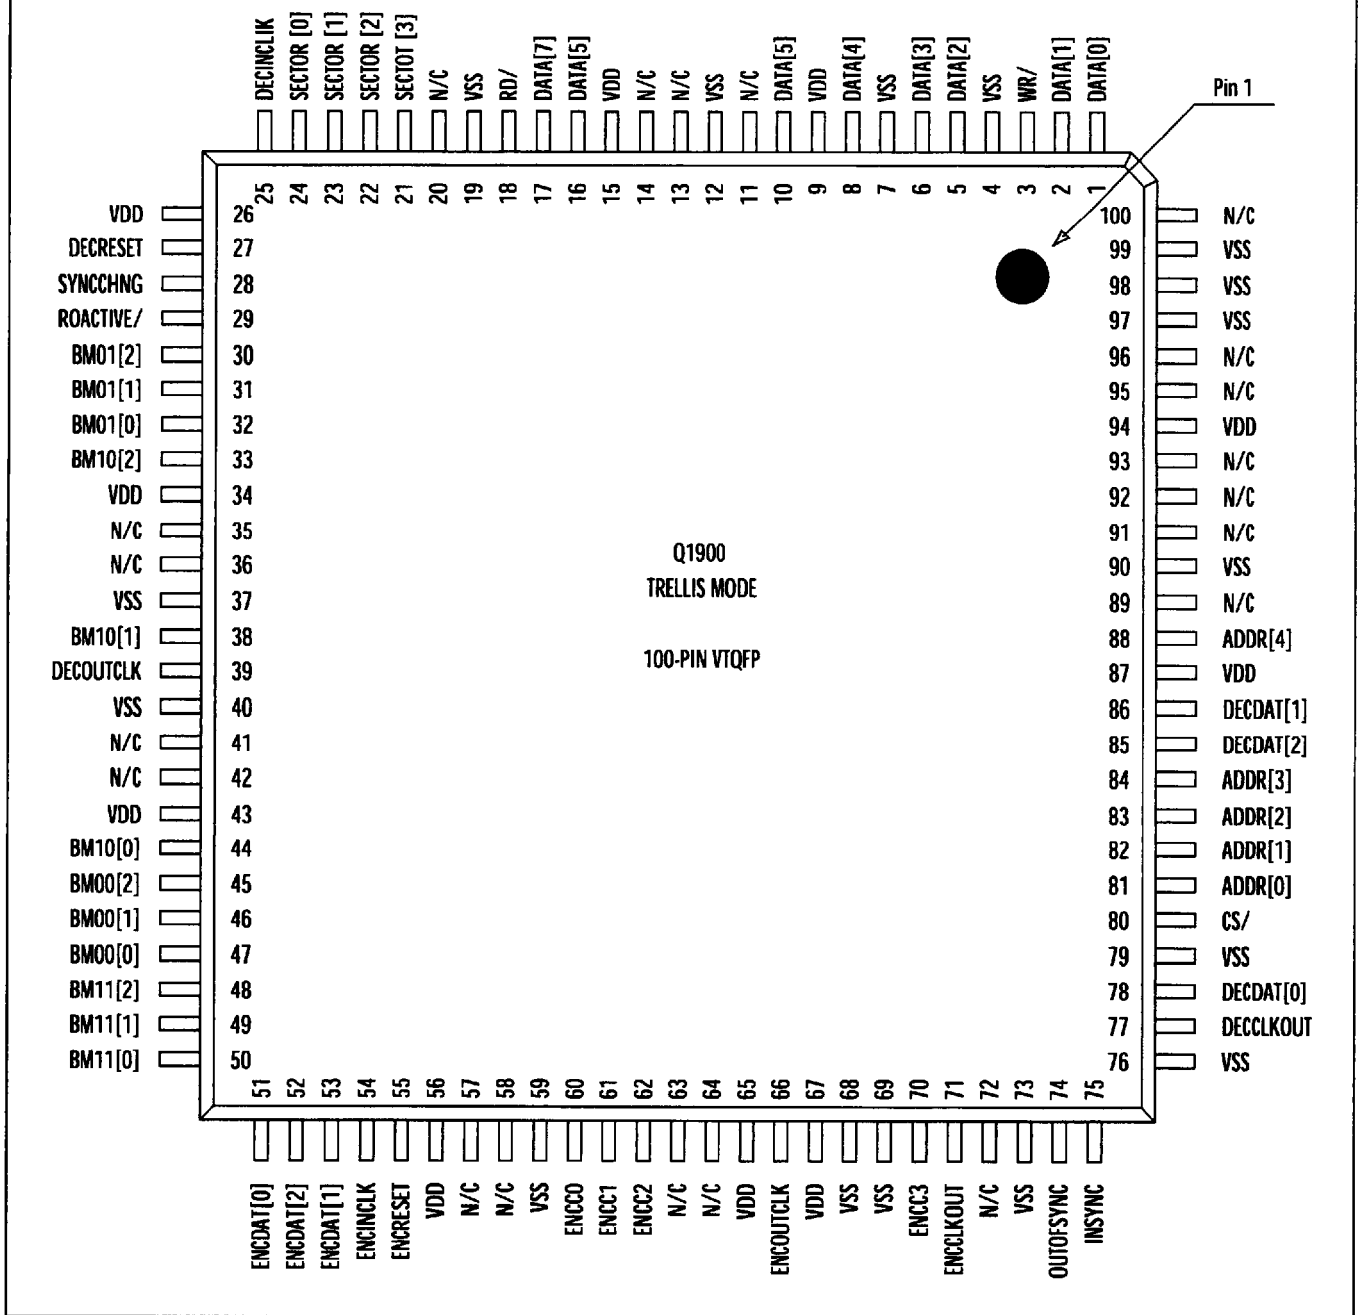 DECINCLIK
SECTOR [0]
SECTOR [1]
SECTOR [2]
SECTOT [3]
N/C
VSS
RD/
DATA[7]
DATA[5]
VDD
N/C
N/C
VSS
N/C
DATA[5]
VDD
DATA[4]
VSS
DATA[3]
DATA[2]
VSS
WR/
DATA[1]
DATA[0]
Pin 1
25 24 23 22 21 20 19 18 17 16 15 14 13 12 11 10 9 8 7 6 5 4 3 2 1
VDD 26
DECRESET 27
SYNCCHNG 28
ROACTIVE/ 29
BM01[2] 30
BM01[1] 31
BM01[0] 32
BM10[2] 33
VDD 34
N/C 35
N/C 36
VSS 37
BM10[1] 38
DECOUTCLK 39
VSS 40
N/C 41
N/C 42
VDD 43
BM10[0] 44
BM00[2] 45
BM00[1] 46
BM00[0] 47
BM11[2] 48
BM11[1] 49
BM11[0] 50
Q1900
TRELLIS MODE
100-PIN VTQFP
100 N/C
99 VSS
98 VSS
97 VSS
96 N/C
95 N/C
94 VDD
93 N/C
92 N/C
91 N/C
90 VSS
89 N/C
88 ADDR[4]
87 VDD
86 DECDAT[1]
85 DECDAT[2]
84 ADDR[3]
83 ADDR[2]
82 ADDR[1]
81 ADDR[0]
80 CS/
79 VSS
78 DECDAT[0]
77 DECCLKOUT
76 VSS
51 52 53 54 55 56 57 58 59 60 61 62 63 64 65 66 67 68 69 70 71 72 73 74 75
ENCDAT[0]
ENCDAT[2]
ENCDAT[1]
ENCINCLK
ENCRESET
VDD
N/C
N/C
VSS
ENCC0
ENCC1
ENCC2
N/C
N/C
VDD
ENCOUTCLK
VDD
VSS
VSS
ENCC3
ENCCLKOUT
N/C
VSS
OUTOFSYNC
INSYNC